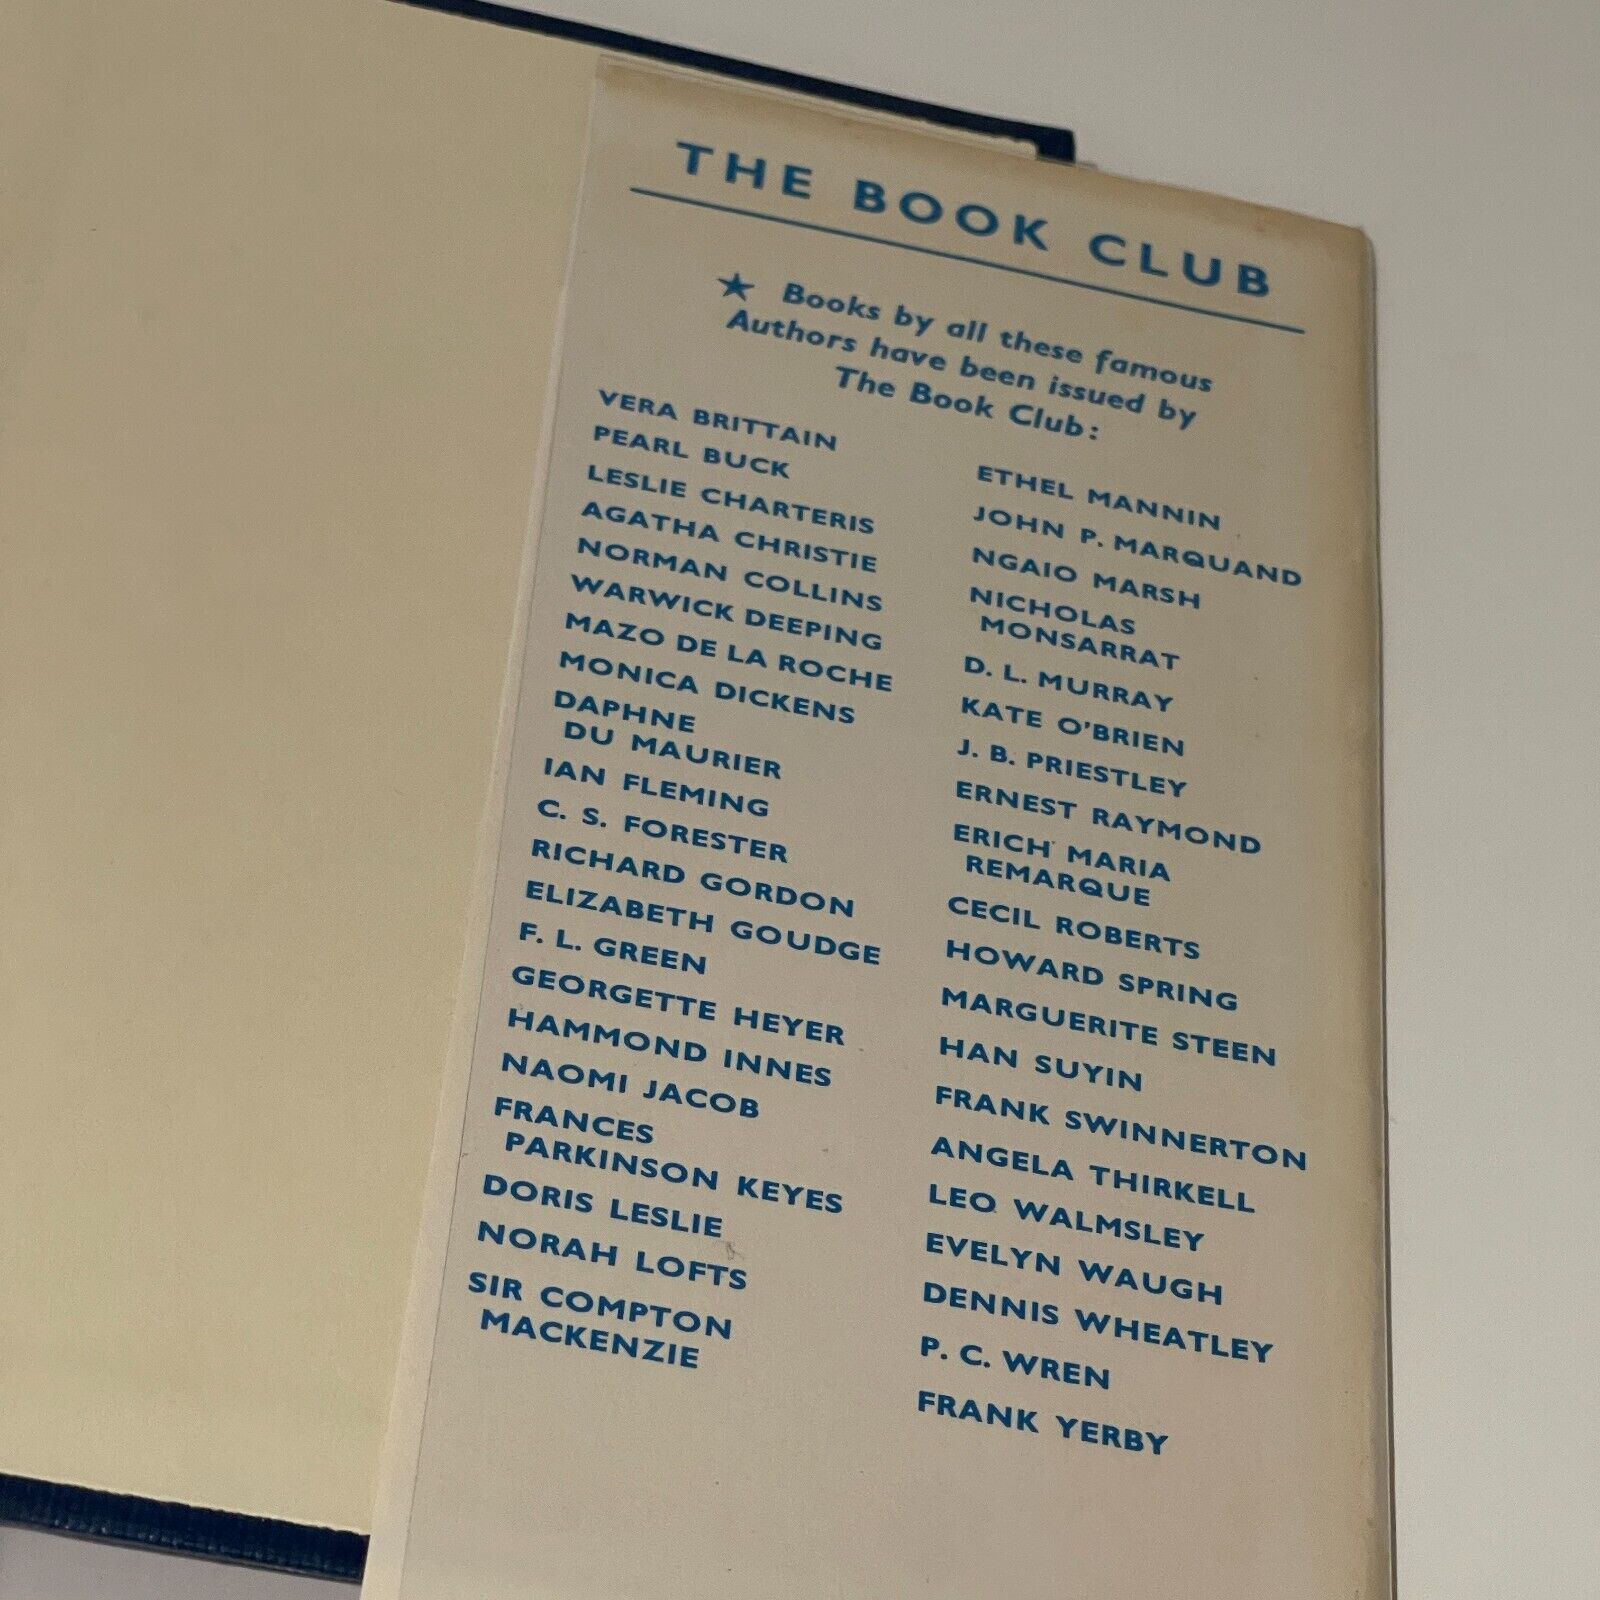 THE BOOK CLUB
★ Books by all these famous
Authors have been issued by
The Book Club:
VERA BRITTAIN
PEARL BUCK
LESLIE CHARTERIS
AGATHA CHRISTIE
NORMAN COLLINS
WARWICK DEEPING
MAZO DE LA ROCHE
MONICA DICKENS
DAPHNE
DU MAURIER
IAN FLEMING
C. S. FORESTER
RICHARD GORDON
ELIZABETH GOUDGE
F. L. GREEN
GEORGETTE HEYER
HAMMOND INNES
NAOMI JACOB
FRANCES
PARKINSON KEYES
DORIS LESLIE
NORAH LOFTS
SIR COMPTON
MACKENZIE
ETHEL MANNIN
JOHN P. MARQUAND
NGAIO MARSH
NICHOLAS
MONSARRAT
D. L. MURRAY
KATE O'BRIEN
J. B. PRIESTLEY
ERNEST RAYMOND
ERICH MARIA
REMARQUE
CECIL ROBERTS
HOWARD SPRING
MARGUERITE STEEN
HAN SUYIN
FRANK SWINNERTON
ANGELA THIRKELL
LEO WALMSLEY
EVELYN WAUGH
DENNIS WHEATLEY
P. C. WREN
FRANK YERBY